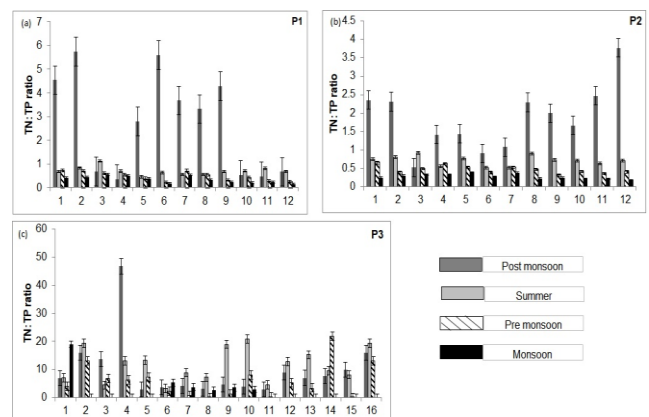 (a) P1
TN: TP ratio
7
6
5
4
3
2
1
0
1 2 3 4 5 6 7 8 9 10 11 12
(b) P2
TN: TP ratio
4.5
4
3.5
3
2.5
2
1.5
1
0.5
0
1 2 3 4 5 6 7 8 9 10 11 12
(c) P3
TN: TP ratio
60
50
40
30
20
10
0
1 2 3 4 5 6 7 8 9 10 11 12 13 14 15 16
Post monsoon
Summer
Pre monsoon
Monsoon